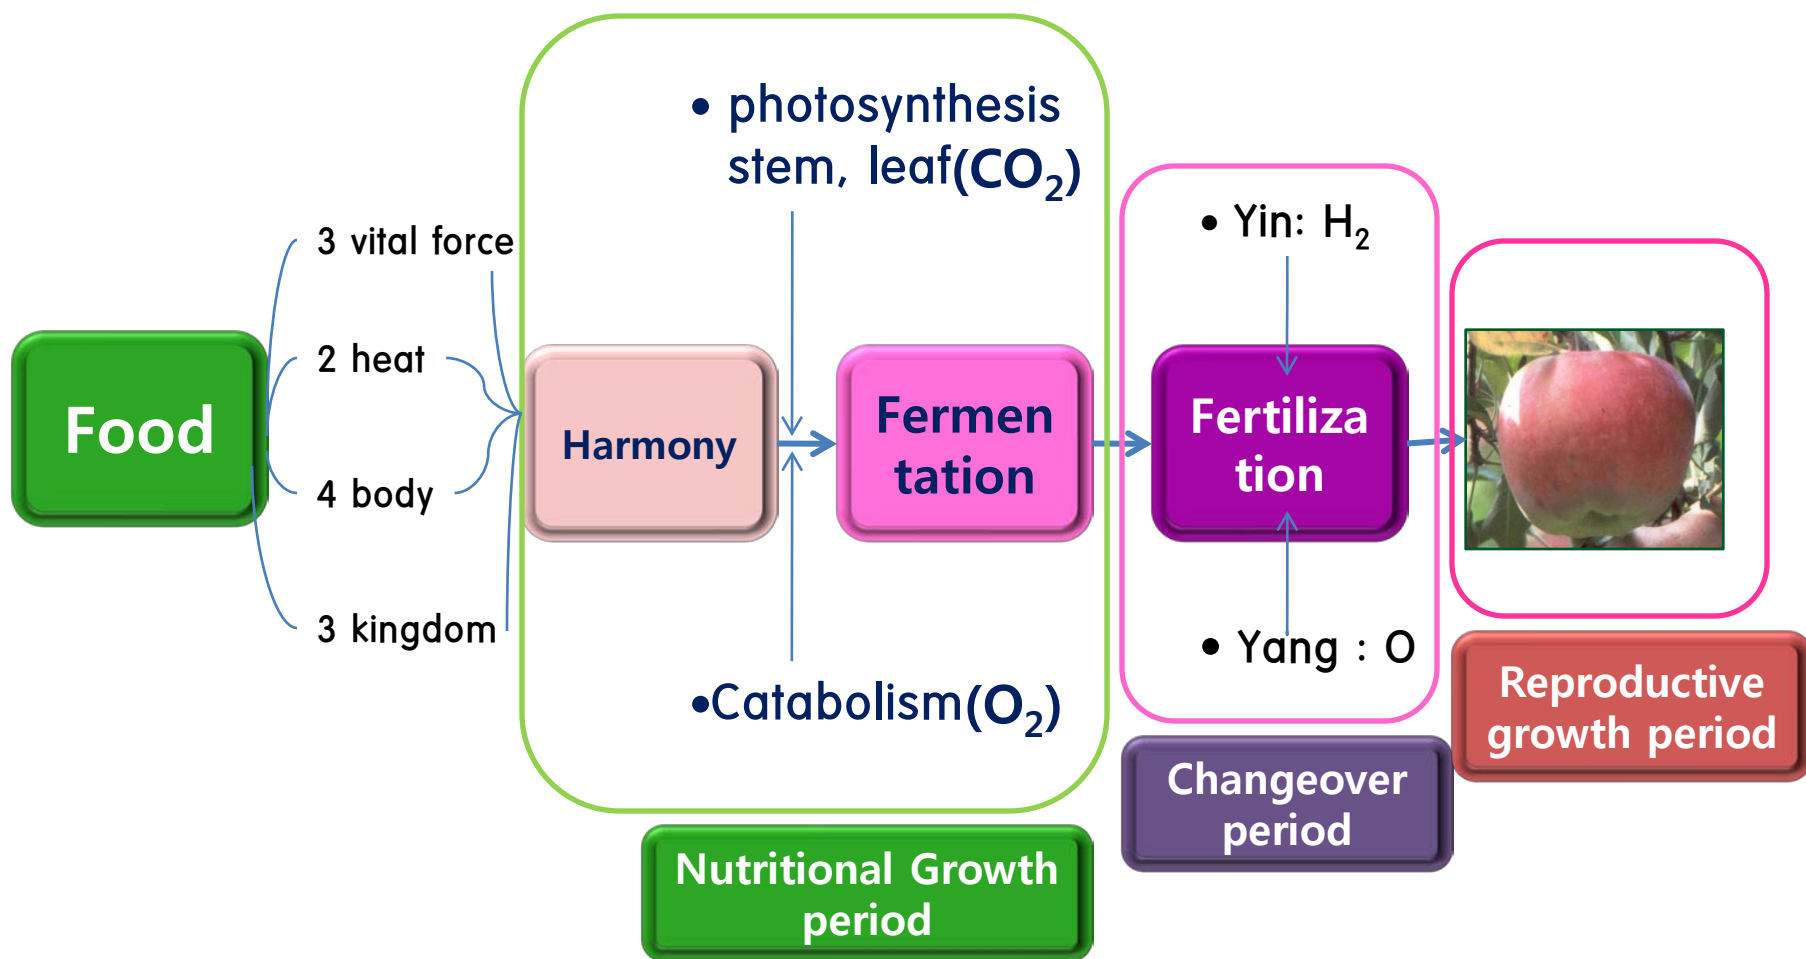 Food
3 vital force
2 heat
4 body
3 kingdom
Harmony
• photosynthesis
stem, leaf(CO₂)
•Catabolism(O₂)
Fermen
tation
Nutritional Growth
period
• Yin: H₂
Fertiliza
tion
• Yang : O
Changeover
period
Reproductive
growth period